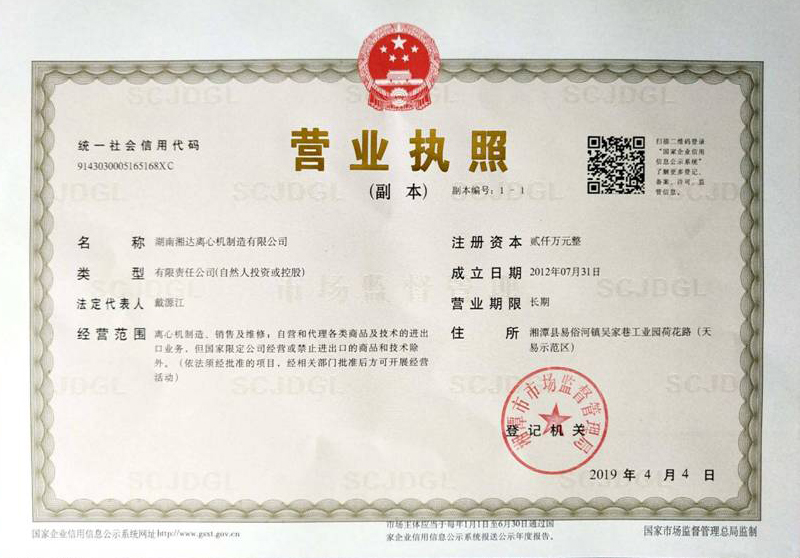 统一社会信用代码
9143030005165168XC
营业执照
(副 本) 副本编号：1－1
扫描二维码登录
“国家企业信用
信息公示系统”
了解更多登记、
备案、许可、监
管信息。
名 称 湖南湘达离心机制造有限公司
类 型 有限责任公司(自然人投资或控股)
法定代表人 戴源江
经营范围 离心机制造、销售及维修；自营和代理各类商品及技术的进出
口业务，但国家限定公司经营或禁止进出口的商品和技术除
外。（依法须经批准的项目，经相关部门批准后方可开展经营
活动）
注册资本 贰仟万元整
成立日期 2012年07月31日
营业期限 长期
住 所 湘潭县易俗河镇吴家巷工业园荷花路（天
易示范区）
湘潭市市场监督管理局
登记机关
2019 年 4 月 4 日
国家企业信用信息公示系统网址http://www.gsxt.gov.cn
市场主体应当于每年1月1日至6月30日通过国
家企业信用信息公示系统报送公示年度报告。
国家市场监督管理总局监制
SCJDGL
市场监督管理